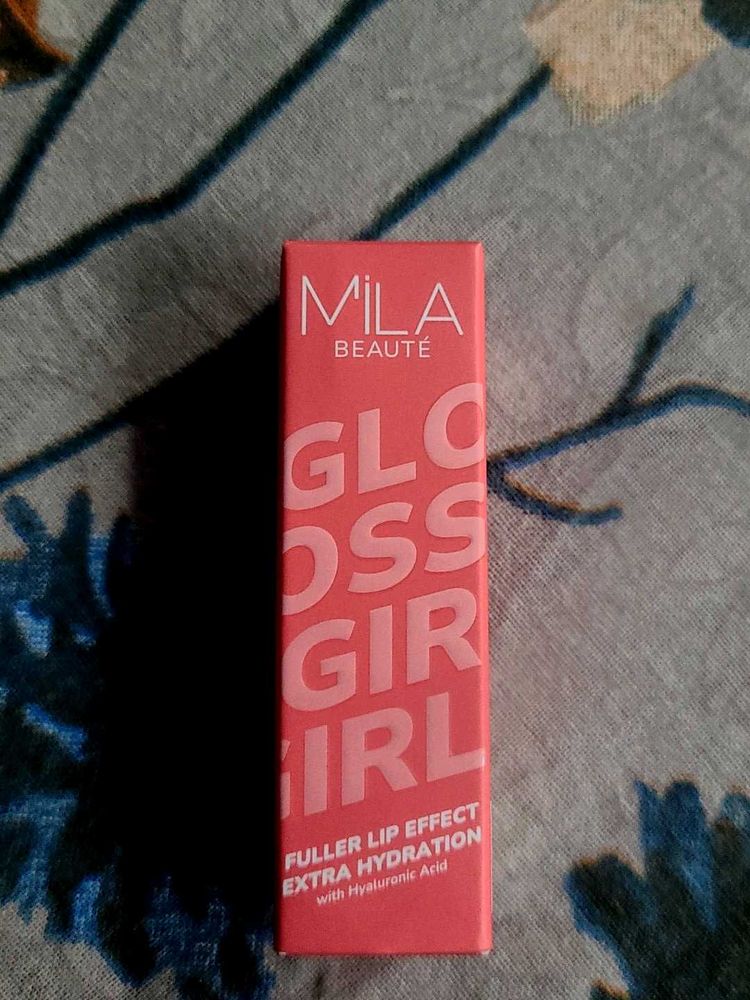 MiLA
BEAUTÉ
GLO
OSS
GIR
GIRL
FULLER LIP EFFECT
EXTRA HYDRATION
with Hyaluronic Acid